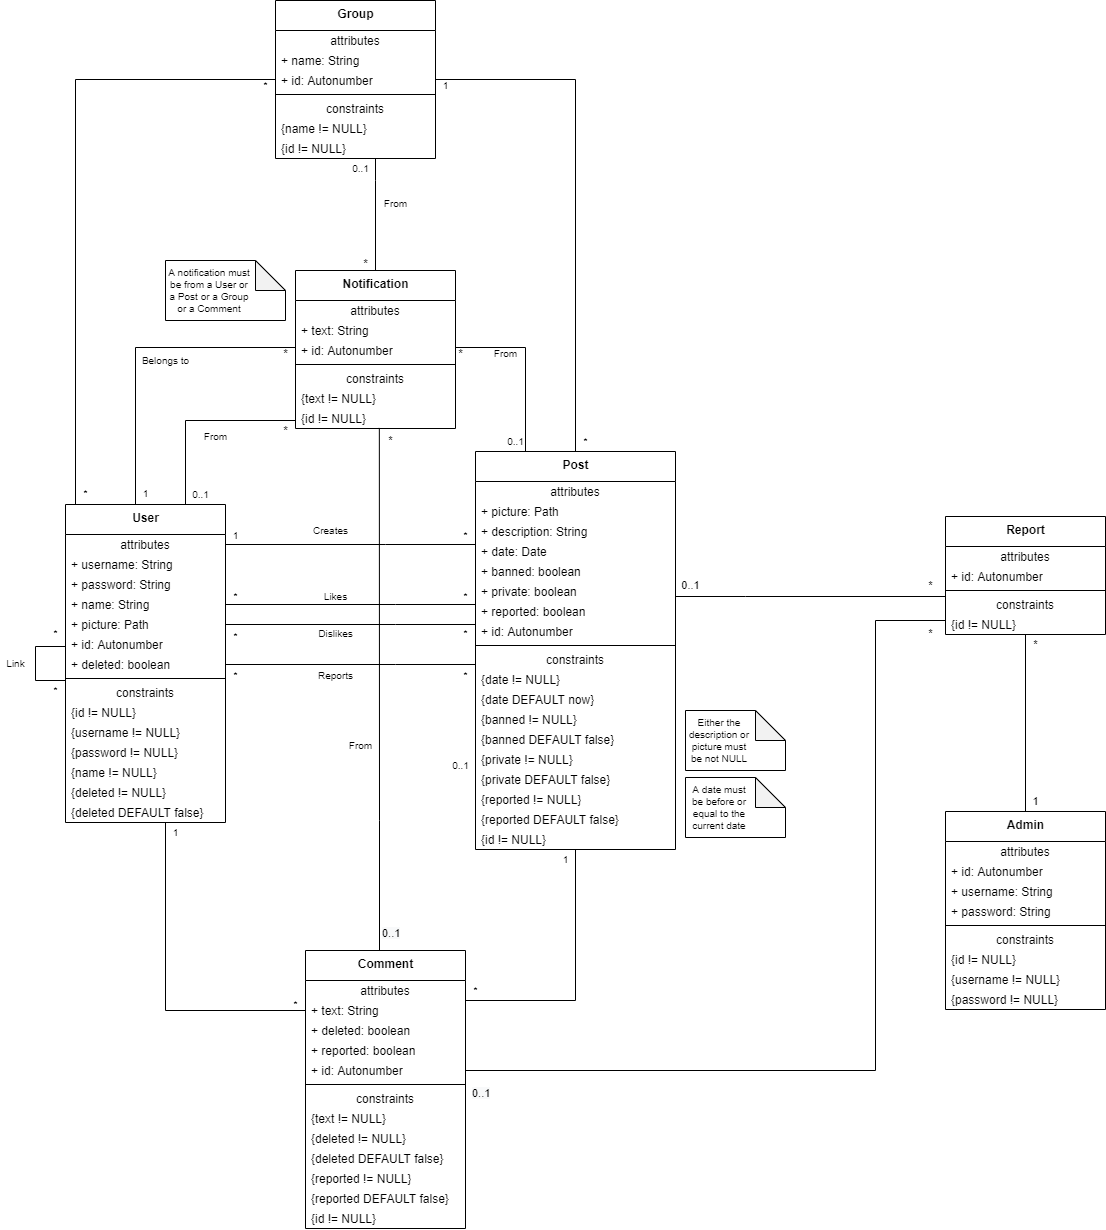 Group
attributes
+ name: String
+ id: Autonumber
constraints
{name != NULL}
{id != NULL}
*
1
0..1
From
*
A notification must
be from a User or
a Post or a Group
or a Comment
Notification
attributes
+ text: String
+ id: Autonumber
constraints
{text != NULL}
{id != NULL}
*
Belongs to
*
From
*
From
*
0..1
*
*
1
0..1
User
attributes
+ username: String
+ password: String
+ name: String
+ picture: Path
+ id: Autonumber
+ deleted: boolean
constraints
{id != NULL}
{username != NULL}
{password != NULL}
{name != NULL}
{deleted != NULL}
{deleted DEFAULT false}
*
Link
*
1
Creates
*
*
Likes
*
*
Dislikes
*
*
Reports
*
From
0..1
Post
attributes
+ picture: Path
+ description: String
+ date: Date
+ banned: boolean
+ private: boolean
+ reported: boolean
+ id: Autonumber
constraints
{date != NULL}
{date DEFAULT now}
{banned != NULL}
{banned DEFAULT false}
{private != NULL}
{private DEFAULT false}
{reported != NULL}
{reported DEFAULT false}
{id != NULL}
0..1
*
*
Report
attributes
+ id: Autonumber
constraints
{id != NULL}
*
Either the
description or
picture must
be not NULL
A date must
be before or
equal to the
current date
1
Admin
attributes
+ id: Autonumber
+ username: String
+ password: String
constraints
{id != NULL}
{username != NULL}
{password != NULL}
1
1
0..1
*
*
Comment
attributes
+ text: String
+ deleted: boolean
+ reported: boolean
+ id: Autonumber
constraints
{text != NULL}
{deleted != NULL}
{deleted DEFAULT false}
{reported != NULL}
{reported DEFAULT false}
{id != NULL}
0..1